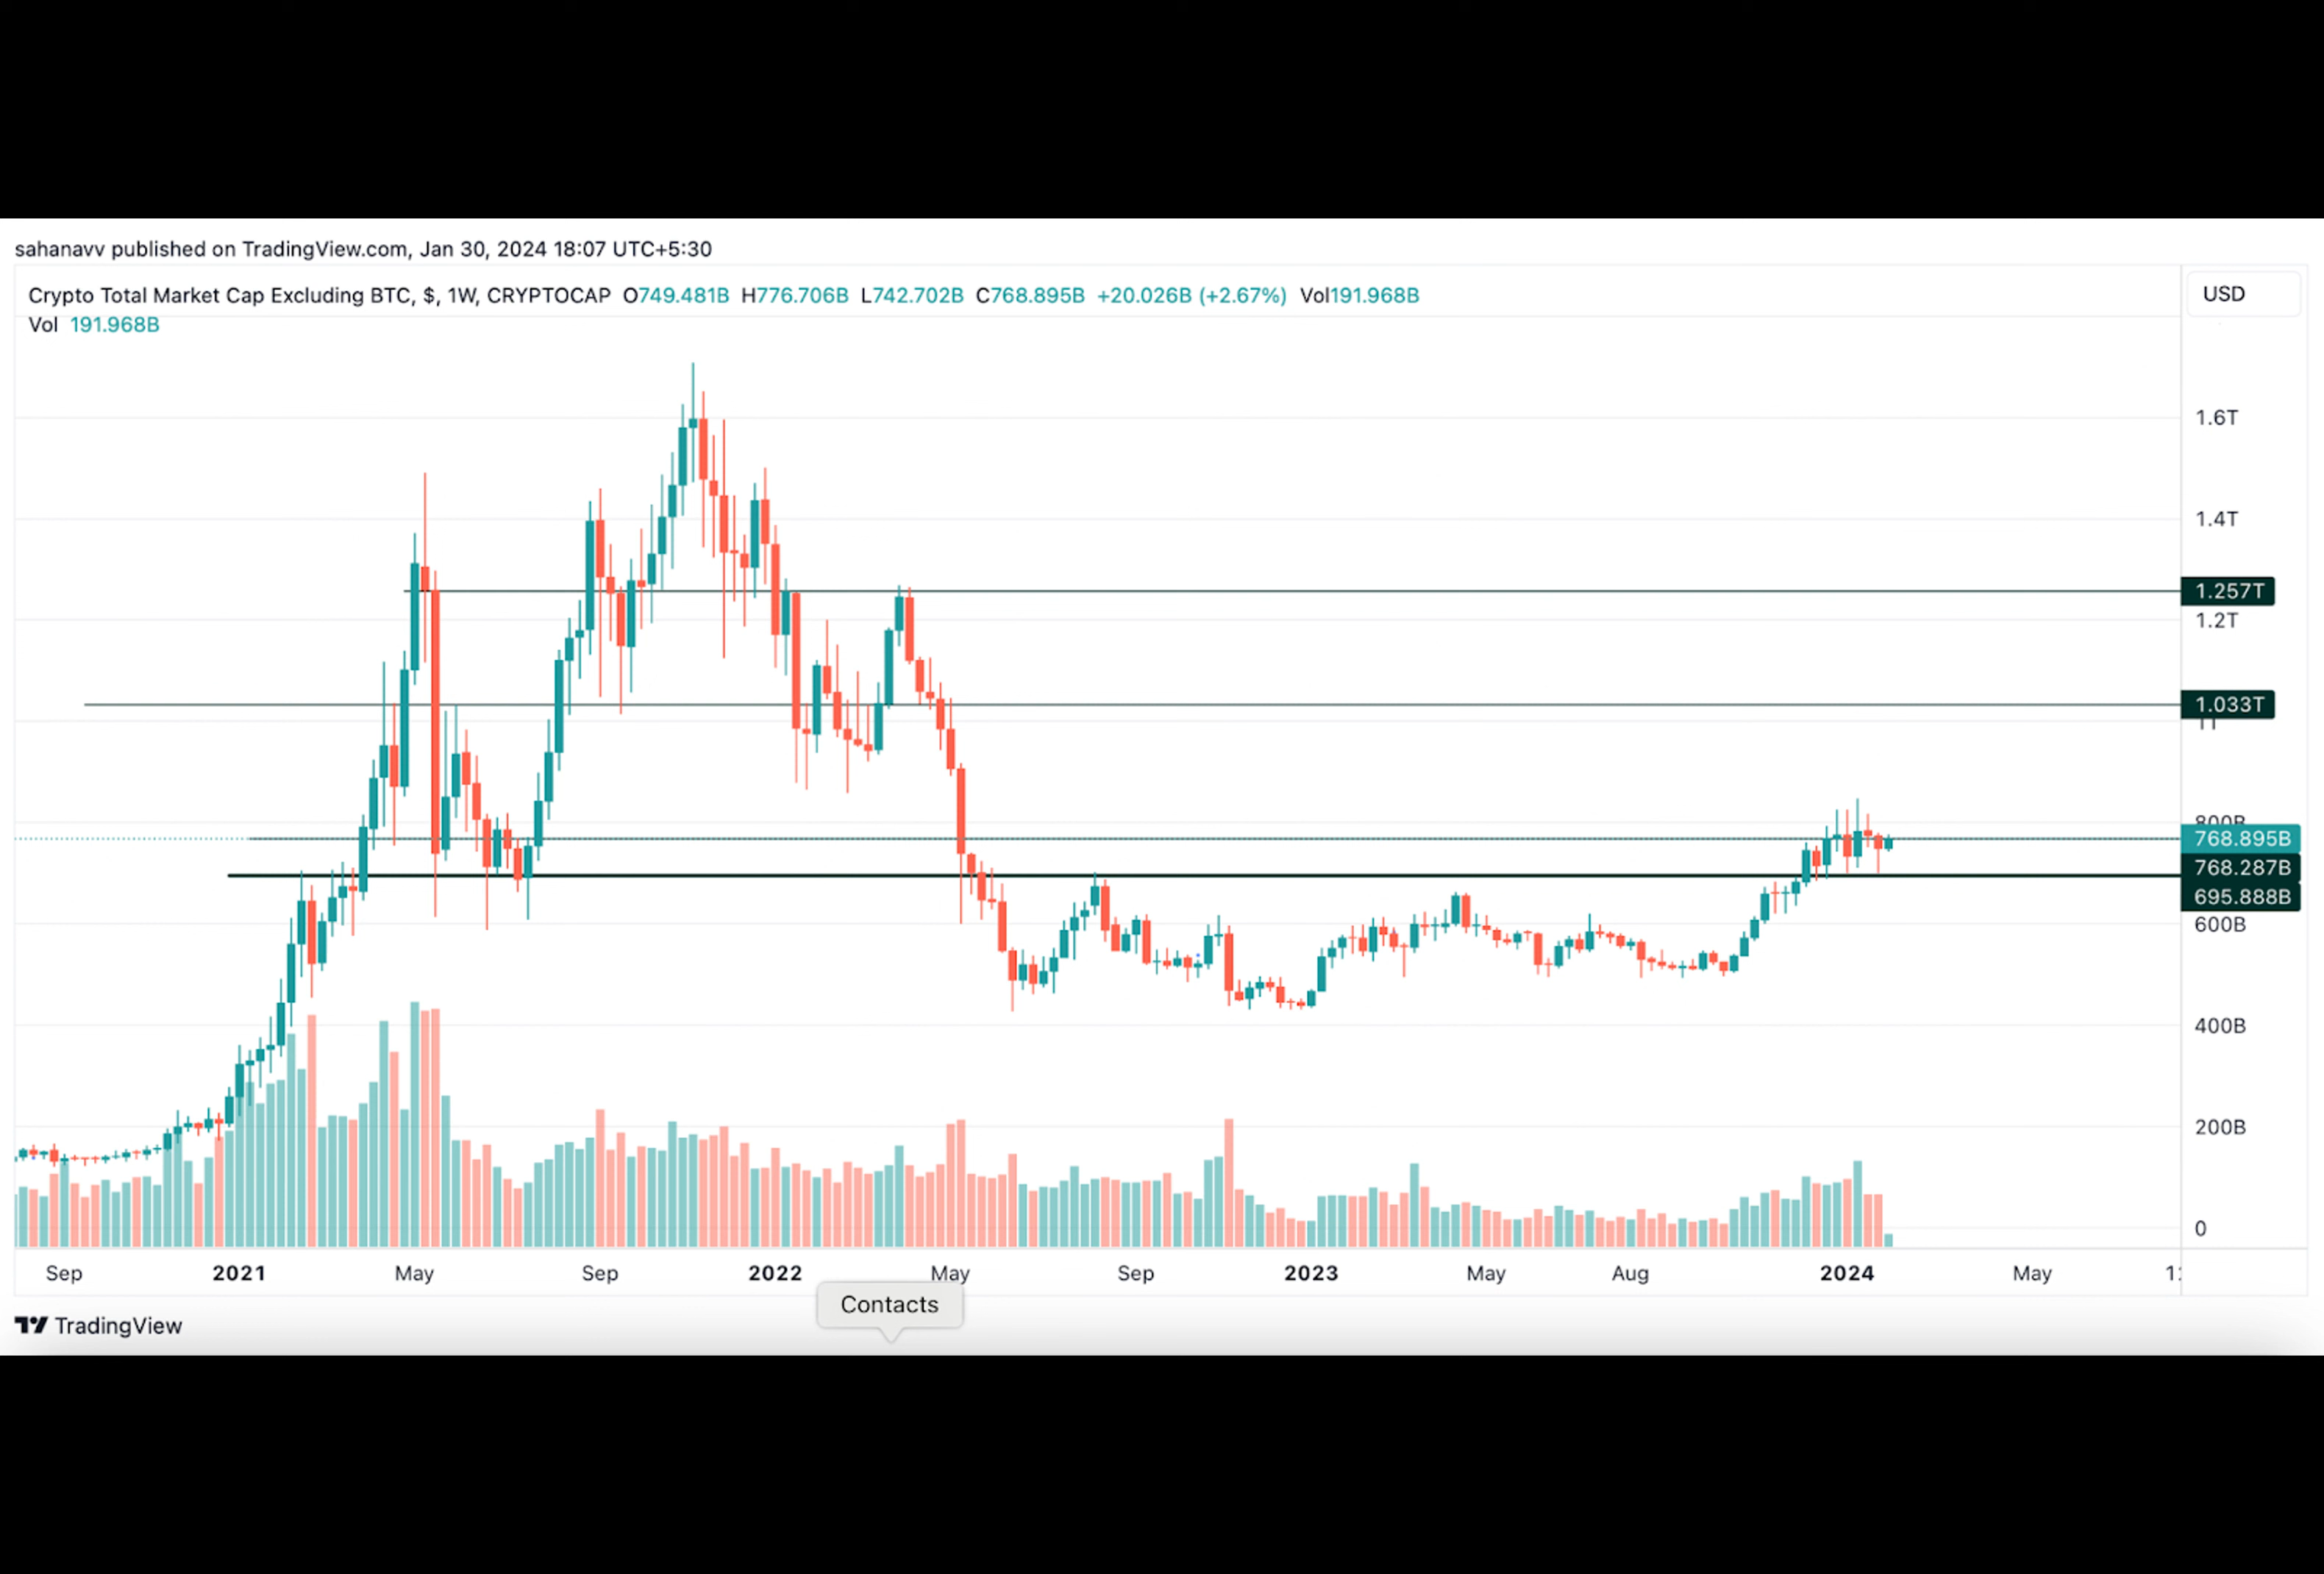 sahanavv published on TradingView.com, Jan 30, 2024 18:07 UTC+5:30
Crypto Total Market Cap Excluding BTC, $, 1W, CRYPTOCAP O749.481B H776.706B L742.702B C768.895B +20.026B (+2.67%) Vol191.968B
USD
Vol 191.968B
1.6T
1.4T
1.257T
1.2T
1.033T
1T
800B
768.895B
768.287B
695.888B
600B
400B
200B
0
Sep 2021 May Sep 2022 May Sep 2023 May Aug 2024 May
Contacts
TradingView